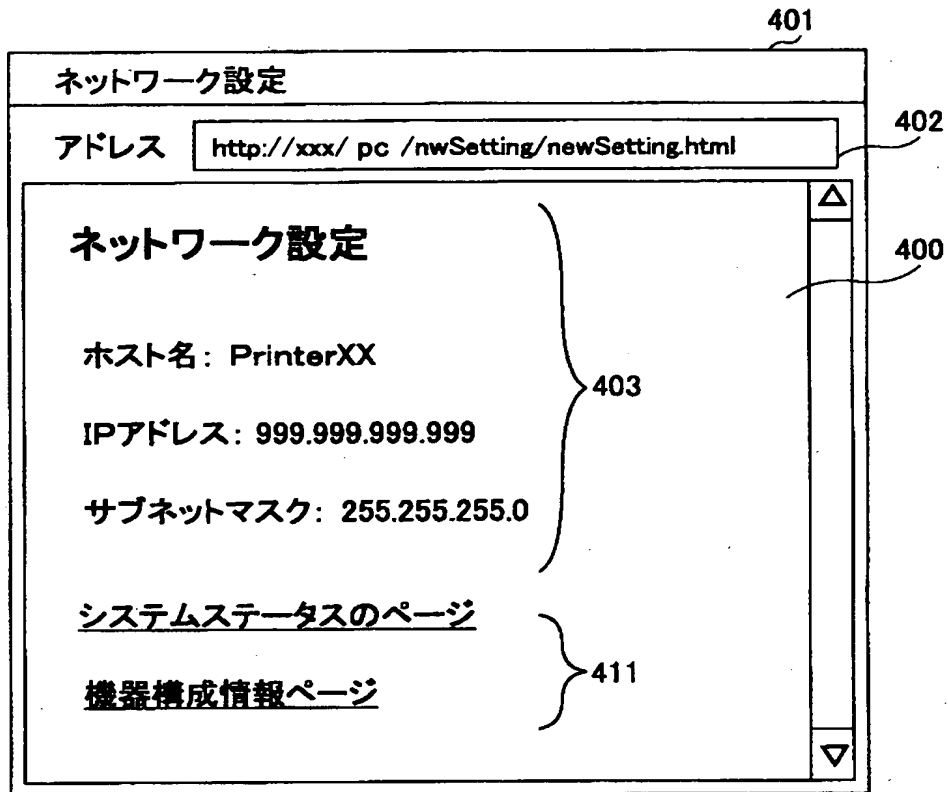 401
ネットワーク設定
アドレス http://xxx/ pc /nwSetting/newSetting.html
402
ネットワーク設定
400
ホスト名: PrinterXX
403
IPアドレス: 999.999.999.999
サブネットマスク: 255.255.255.0
システムステータスのページ
411
機器構成情報ページ